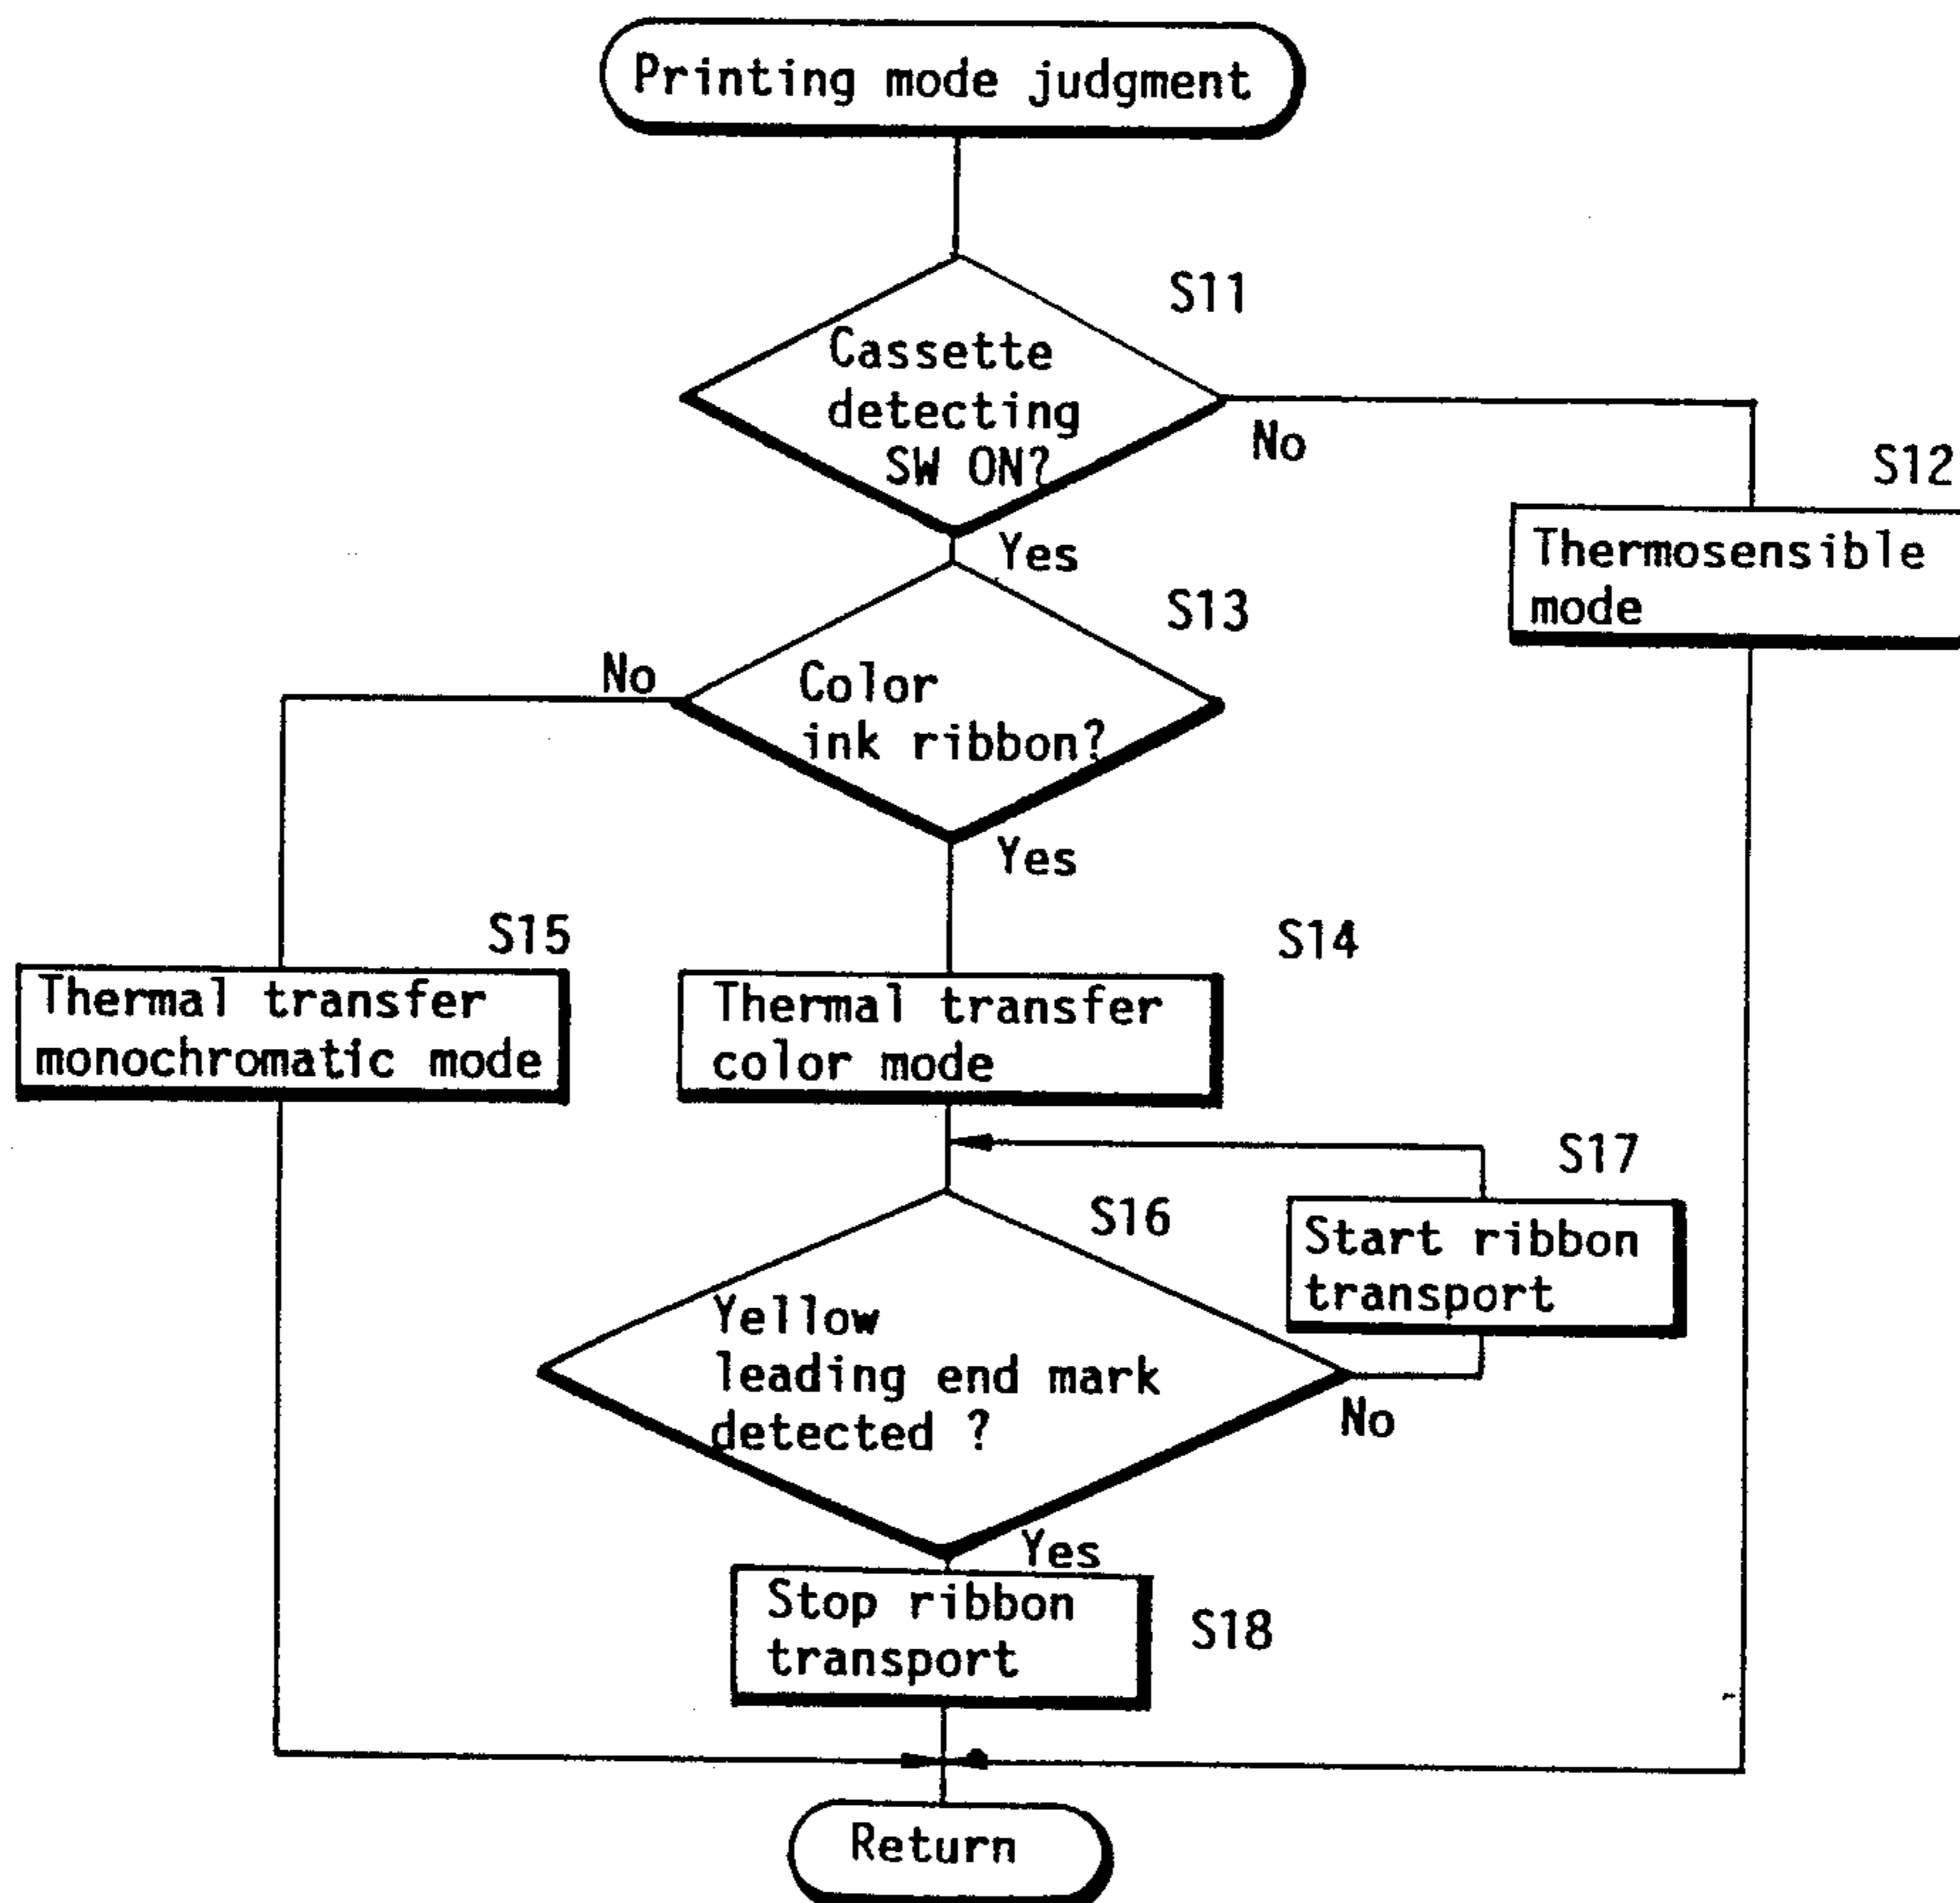 Printing mode judgment
S11
Cassette
detecting
SW ON?
No
Yes
S12
Thermosensible
mode
S13
Color
ink ribbon?
No
Yes
S15
Thermal transfer
monochromatic mode
S14
Thermal transfer
color mode
S17
Start ribbon
transport
S16
Yellow
leading end mark
detected ?
No
Yes
Stop ribbon
transport
S18
Return